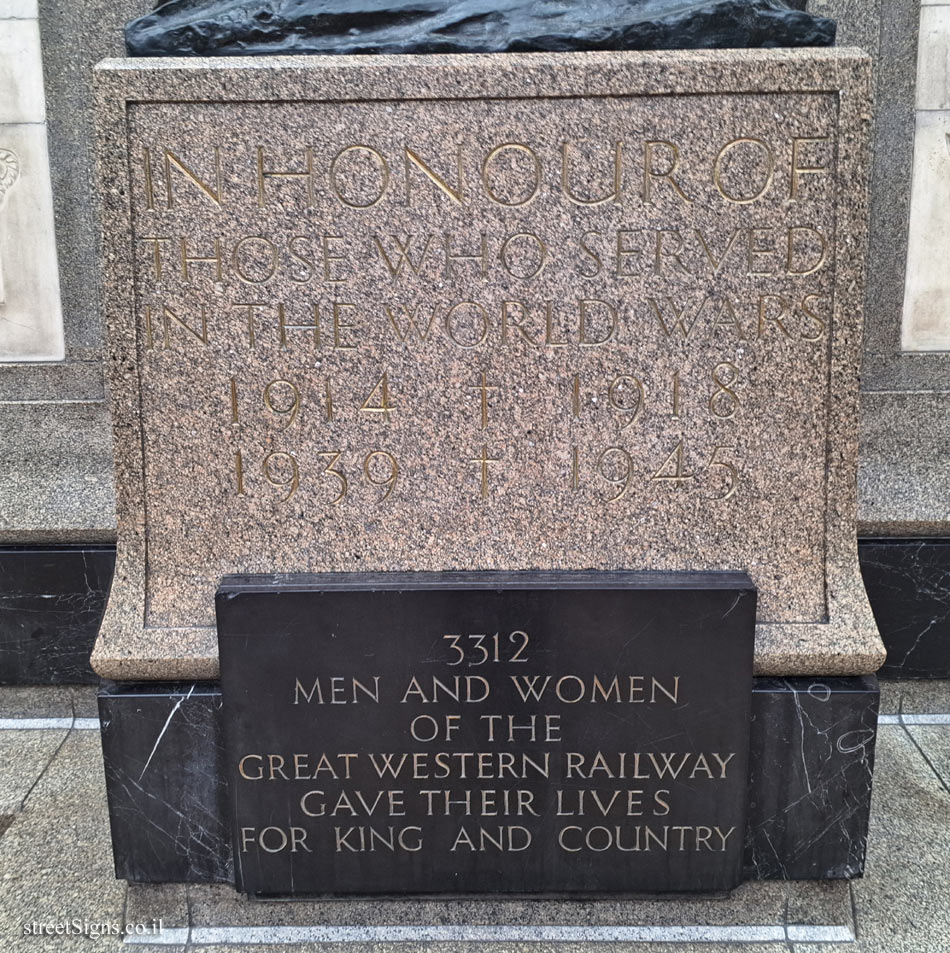 IN HONOUR OF
THOSE WHO SERVED
IN THE WORLD WARS
1914 † 1918
1939 † 1945
3312
MEN AND WOMEN
OF THE
GREAT WESTERN RAILWAY
GAVE THEIR LIVES
FOR KING AND COUNTRY
streetSigns.co.il